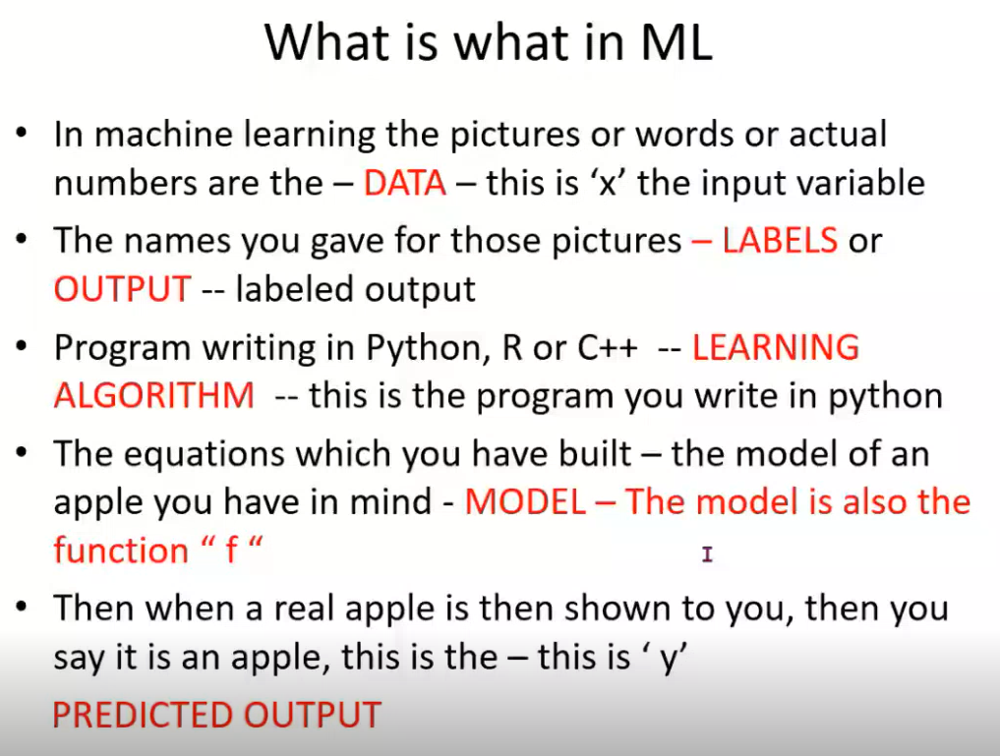 What is what in ML
• In machine learning the pictures or words or actual
numbers are the – DATA – this is ‘x’ the input variable
• The names you gave for those pictures – LABELS or
OUTPUT -- labeled output
• Program writing in Python, R or C++ -- LEARNING
ALGORITHM -- this is the program you write in python
• The equations which you have built – the model of an
apple you have in mind - MODEL – The model is also the
function “ f “
• Then when a real apple is then shown to you, then you
say it is an apple, this is the – this is ‘ y’
PREDICTED OUTPUT